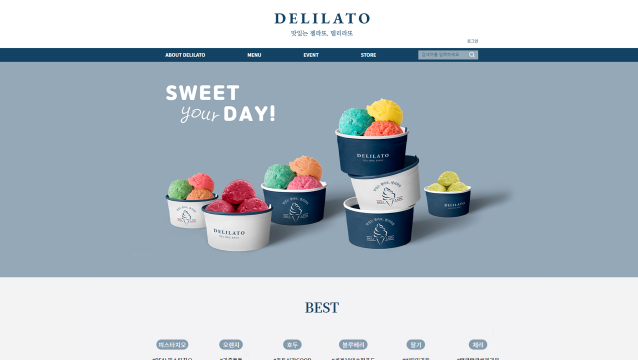 DELILATO
맛있는 젤라또, 델리라또
로그인
ABOUT DELILATO MENU EVENT STORE 검색어를 입력하세요
SWEET
your DAY!
DELILATO
DELILATO
DELILATO
BEST
피스타치오 오렌지 호두 블루베리 딸기 체리